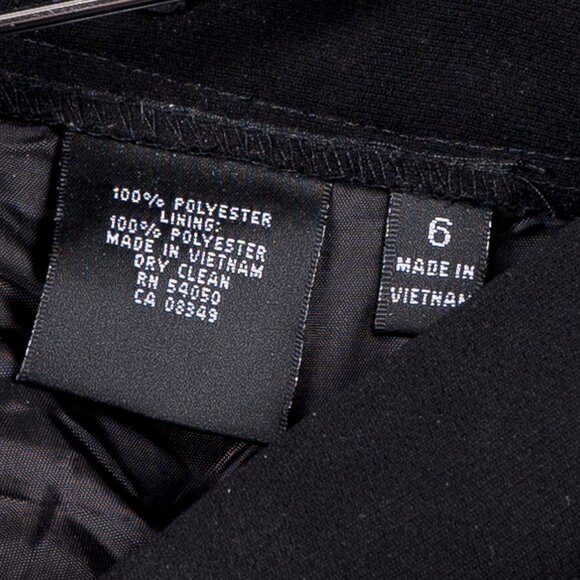 100% POLYESTER
LINING:
100% POLYESTER
MADE IN VIETNAM
DRY CLEAN
RN 54050
CA 08349
6
MADE IN
VIETNAM